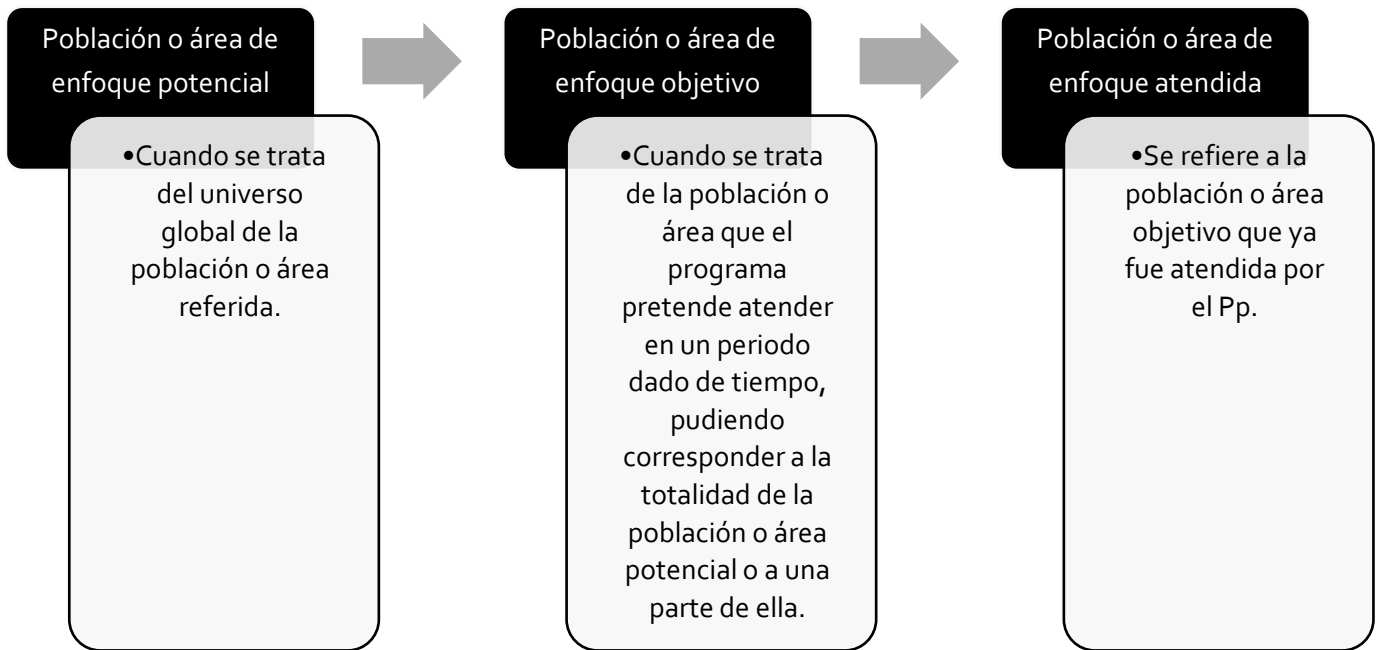 Población o área de
enfoque potencial
•Cuando se trata
del universo
global de la
población o área
referida.
Población o área de
enfoque objetivo
•Cuando se trata
de la población o
área que el
programa
pretende atender
en un periodo
dado de tiempo,
pudiendo
corresponder a la
totalidad de la
población o área
potencial o a una
parte de ella.
Población o área de
enfoque atendida
•Se refiere a la
población o área
objetivo que ya
fue atendida por
el Pp.